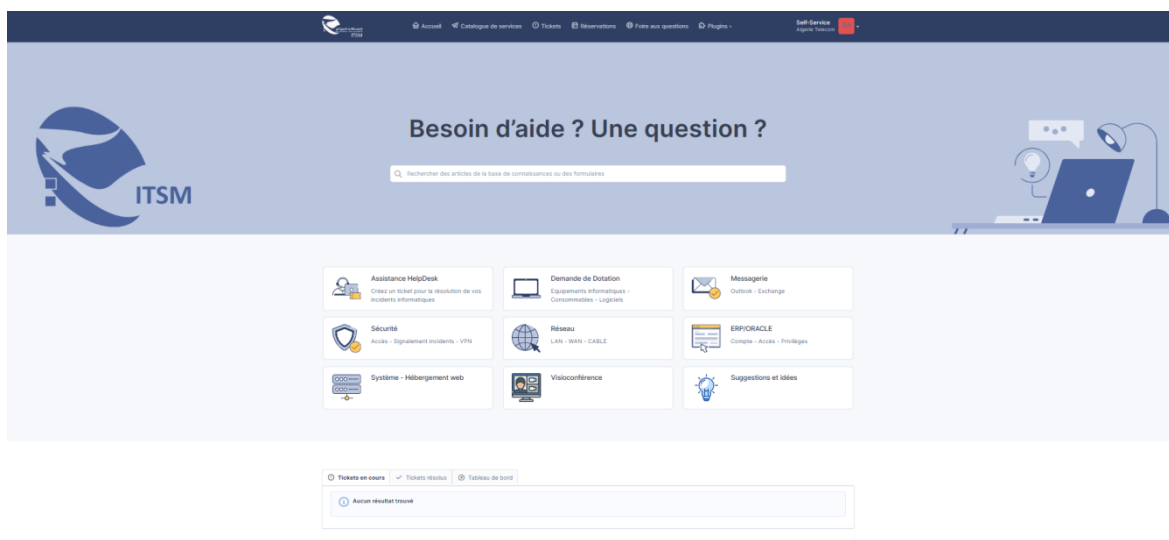 ITSM
Accueil
Catalogue de services
Tickets
Réservations
Foire aux questions
Plugins
Self-Service
Algerie Telecom
ITSM
Besoin d'aide ? Une question ?
Rechercher des articles de la base de connaissances ou des formulaires
Assistance HelpDesk
Créez un ticket pour la résolution de vos
incidents informatiques
Demande de Dotation
Equipements Informatiques -
Consommables - Logiciels
Messagerie
Outlook - Exchange
Sécurité
Accès - Signalement incidents - VPN
Réseau
LAN - WAN - CABLE
ERP/ORACLE
Compte - Accès - Privilèges
Système - Hébergement web
Visioconférence
Suggestions et idées
Tickets en cours
Tickets résolus
Tableau de bord
Aucun résultat trouvé